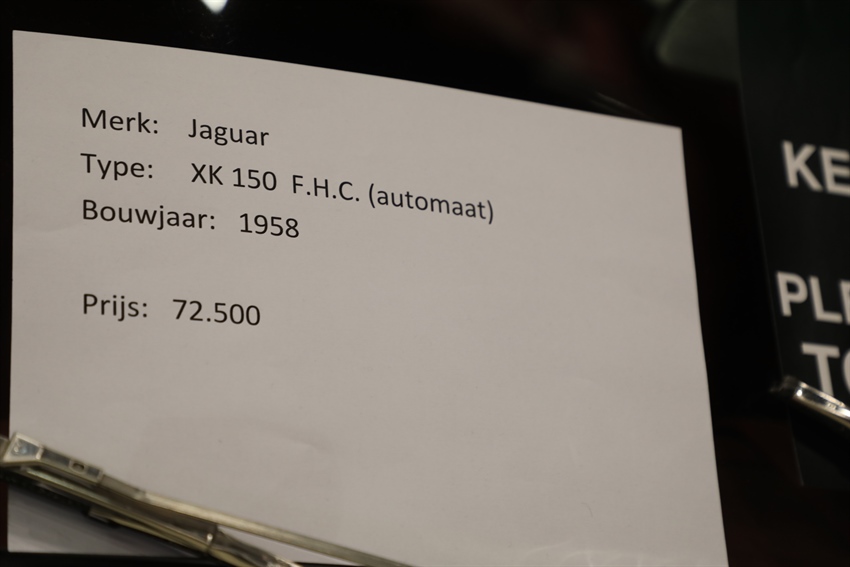 Merk: Jaguar
Type: XK 150 F.H.C. (automaat)
Bouwjaar: 1958
Prijs: 72.500